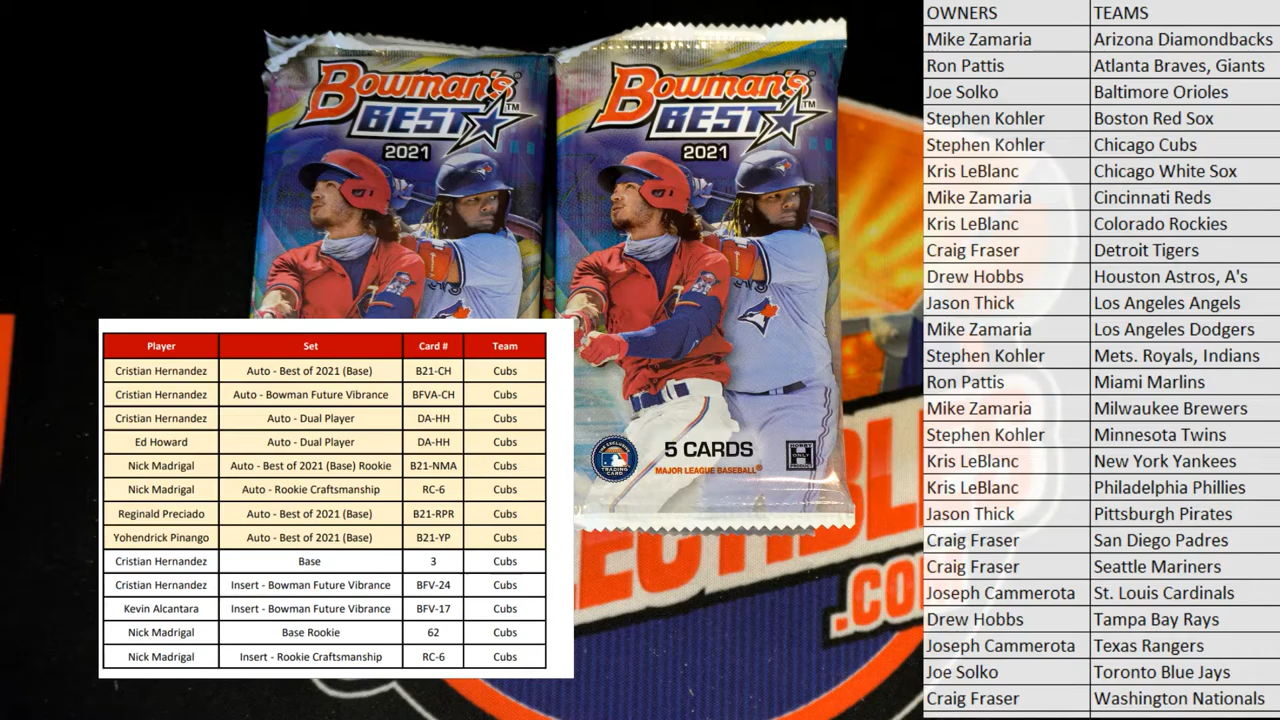 Bowman's
BEST™
2021
Bowman's
BEST™
2021
5 CARDS
MAJOR LEAGUE BASEBALL®
TRADING
CARD
H
HOBBY
ONLY
PRODUCT
.COM
Player Set Card # Team
Cristian Hernandez Auto - Best of 2021 (Base) B21-CH Cubs
Cristian Hernandez Auto - Bowman Future Vibrance BFVA-CH Cubs
Cristian Hernandez Auto - Dual Player DA-HH Cubs
Ed Howard Auto - Dual Player DA-HH Cubs
Nick Madrigal Auto - Best of 2021 (Base) Rookie B21-NMA Cubs
Nick Madrigal Auto - Rookie Craftsmanship RC-6 Cubs
Reginald Preciado Auto - Best of 2021 (Base) B21-RPR Cubs
Yohendrick Pinango Auto - Best of 2021 (Base) B21-YP Cubs
Cristian Hernandez Base 3 Cubs
Cristian Hernandez Insert - Bowman Future Vibrance BFV-24 Cubs
Kevin Alcantara Insert - Bowman Future Vibrance BFV-17 Cubs
Nick Madrigal Base Rookie 62 Cubs
Nick Madrigal Insert - Rookie Craftsmanship RC-6 Cubs
OWNERS TEAMS
Mike Zamaria Arizona Diamondbacks
Ron Pattis Atlanta Braves, Giants
Joe Solko Baltimore Orioles
Stephen Kohler Boston Red Sox
Stephen Kohler Chicago Cubs
Kris LeBlanc Chicago White Sox
Mike Zamaria Cincinnati Reds
Kris LeBlanc Colorado Rockies
Craig Fraser Detroit Tigers
Drew Hobbs Houston Astros, A's
Jason Thick Los Angeles Angels
Mike Zamaria Los Angeles Dodgers
Stephen Kohler Mets. Royals, Indians
Ron Pattis Miami Marlins
Mike Zamaria Milwaukee Brewers
Stephen Kohler Minnesota Twins
Kris LeBlanc New York Yankees
Kris LeBlanc Philadelphia Phillies
Jason Thick Pittsburgh Pirates
Craig Fraser San Diego Padres
Craig Fraser Seattle Mariners
Joseph Cammerota St. Louis Cardinals
Drew Hobbs Tampa Bay Rays
Joseph Cammerota Texas Rangers
Joe Solko Toronto Blue Jays
Craig Fraser Washington Nationals